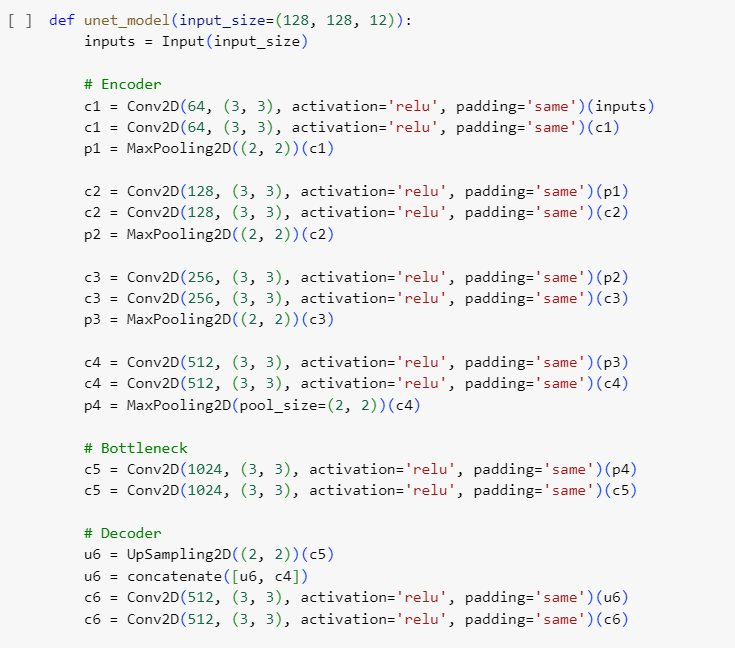 [ ] def unet_model(input_size=(128, 128, 12)):
    inputs = Input(input_size)

    # Encoder
    c1 = Conv2D(64, (3, 3), activation='relu', padding='same')(inputs)
    c1 = Conv2D(64, (3, 3), activation='relu', padding='same')(c1)
    p1 = MaxPooling2D((2, 2))(c1)

    c2 = Conv2D(128, (3, 3), activation='relu', padding='same')(p1)
    c2 = Conv2D(128, (3, 3), activation='relu', padding='same')(c2)
    p2 = MaxPooling2D((2, 2))(c2)

    c3 = Conv2D(256, (3, 3), activation='relu', padding='same')(p2)
    c3 = Conv2D(256, (3, 3), activation='relu', padding='same')(c3)
    p3 = MaxPooling2D((2, 2))(c3)

    c4 = Conv2D(512, (3, 3), activation='relu', padding='same')(p3)
    c4 = Conv2D(512, (3, 3), activation='relu', padding='same')(c4)
    p4 = MaxPooling2D(pool_size=(2, 2))(c4)

    # Bottleneck
    c5 = Conv2D(1024, (3, 3), activation='relu', padding='same')(p4)
    c5 = Conv2D(1024, (3, 3), activation='relu', padding='same')(c5)

    # Decoder
    u6 = UpSampling2D((2, 2))(c5)
    u6 = concatenate([u6, c4])
    c6 = Conv2D(512, (3, 3), activation='relu', padding='same')(u6)
    c6 = Conv2D(512, (3, 3), activation='relu', padding='same')(c6)